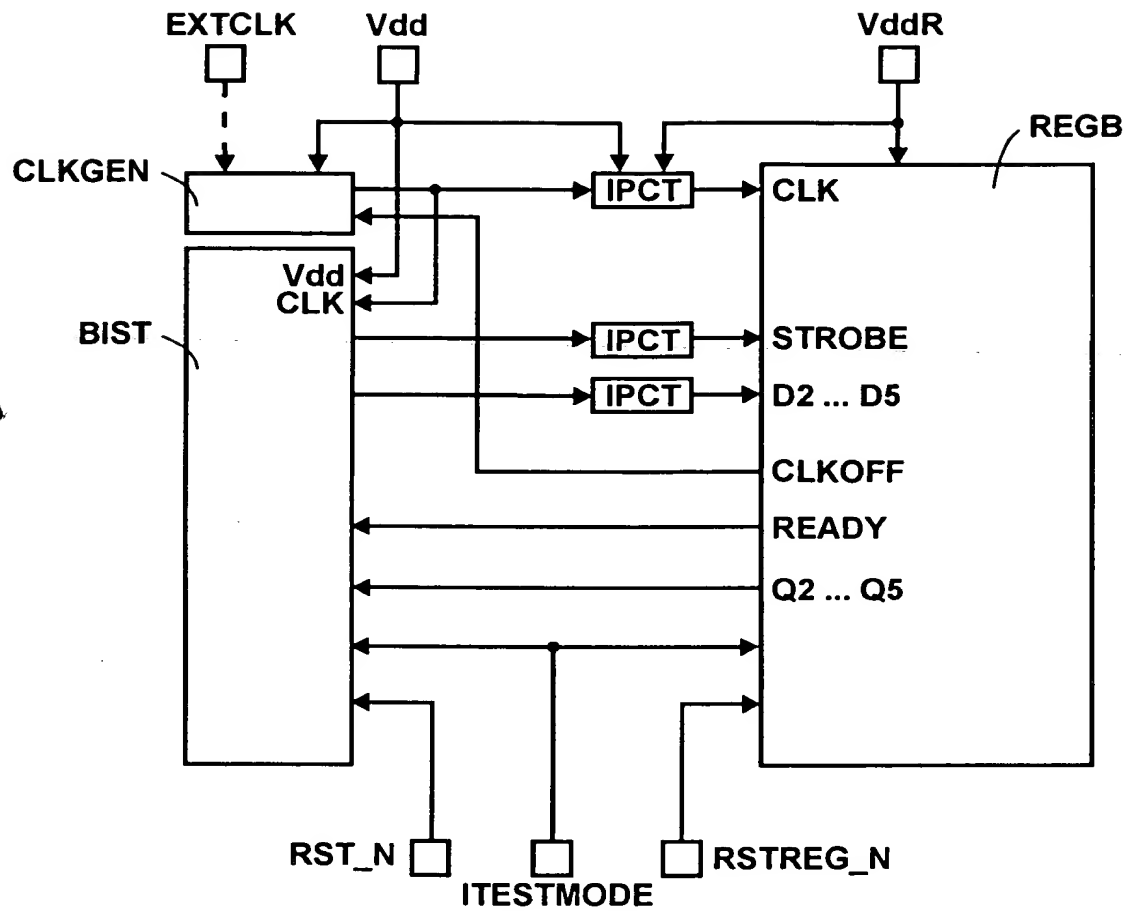 EXTCLK
Vdd
VddR
REGB
CLKGEN
IPCT
CLK
Vdd
CLK
BIST
IPCT
STROBE
IPCT
D2 ... D5
CLKOFF
READY
Q2 ... Q5
RST_N
ITESTMODE
RSTREG_N